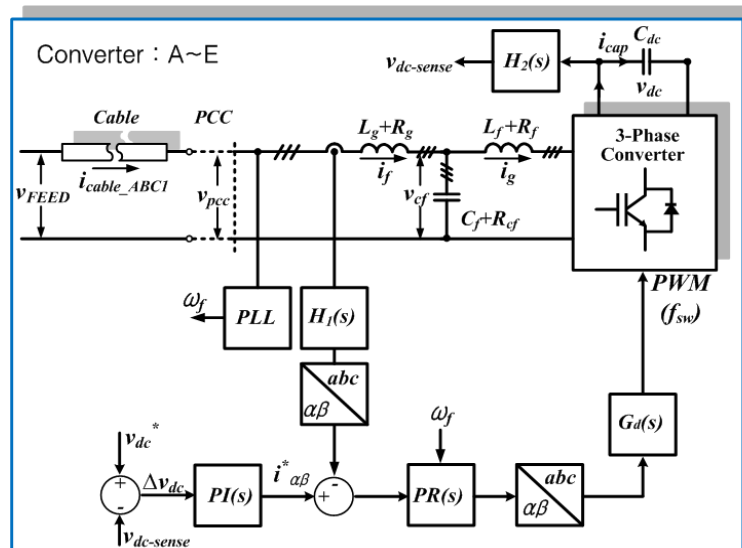 Converter : A~E
v_dc-sense
H_2(s)
i_cap
C_dc
v_dc
Cable
PCC
L_g+R_g
L_f+R_f
3-Phase
Converter
i_cable_ABC1
i_f
i_g
v_FEED
v_pcc
v_cf
C_f+R_cf
PWM
(f_sw)
ω_f
PLL
H_1(s)
abc
αβ
G_d(s)
v_dc*
ω_f
+
-
Δv_dc
PI(s)
i*_αβ
+
-
PR(s)
abc
αβ
v_dc-sense